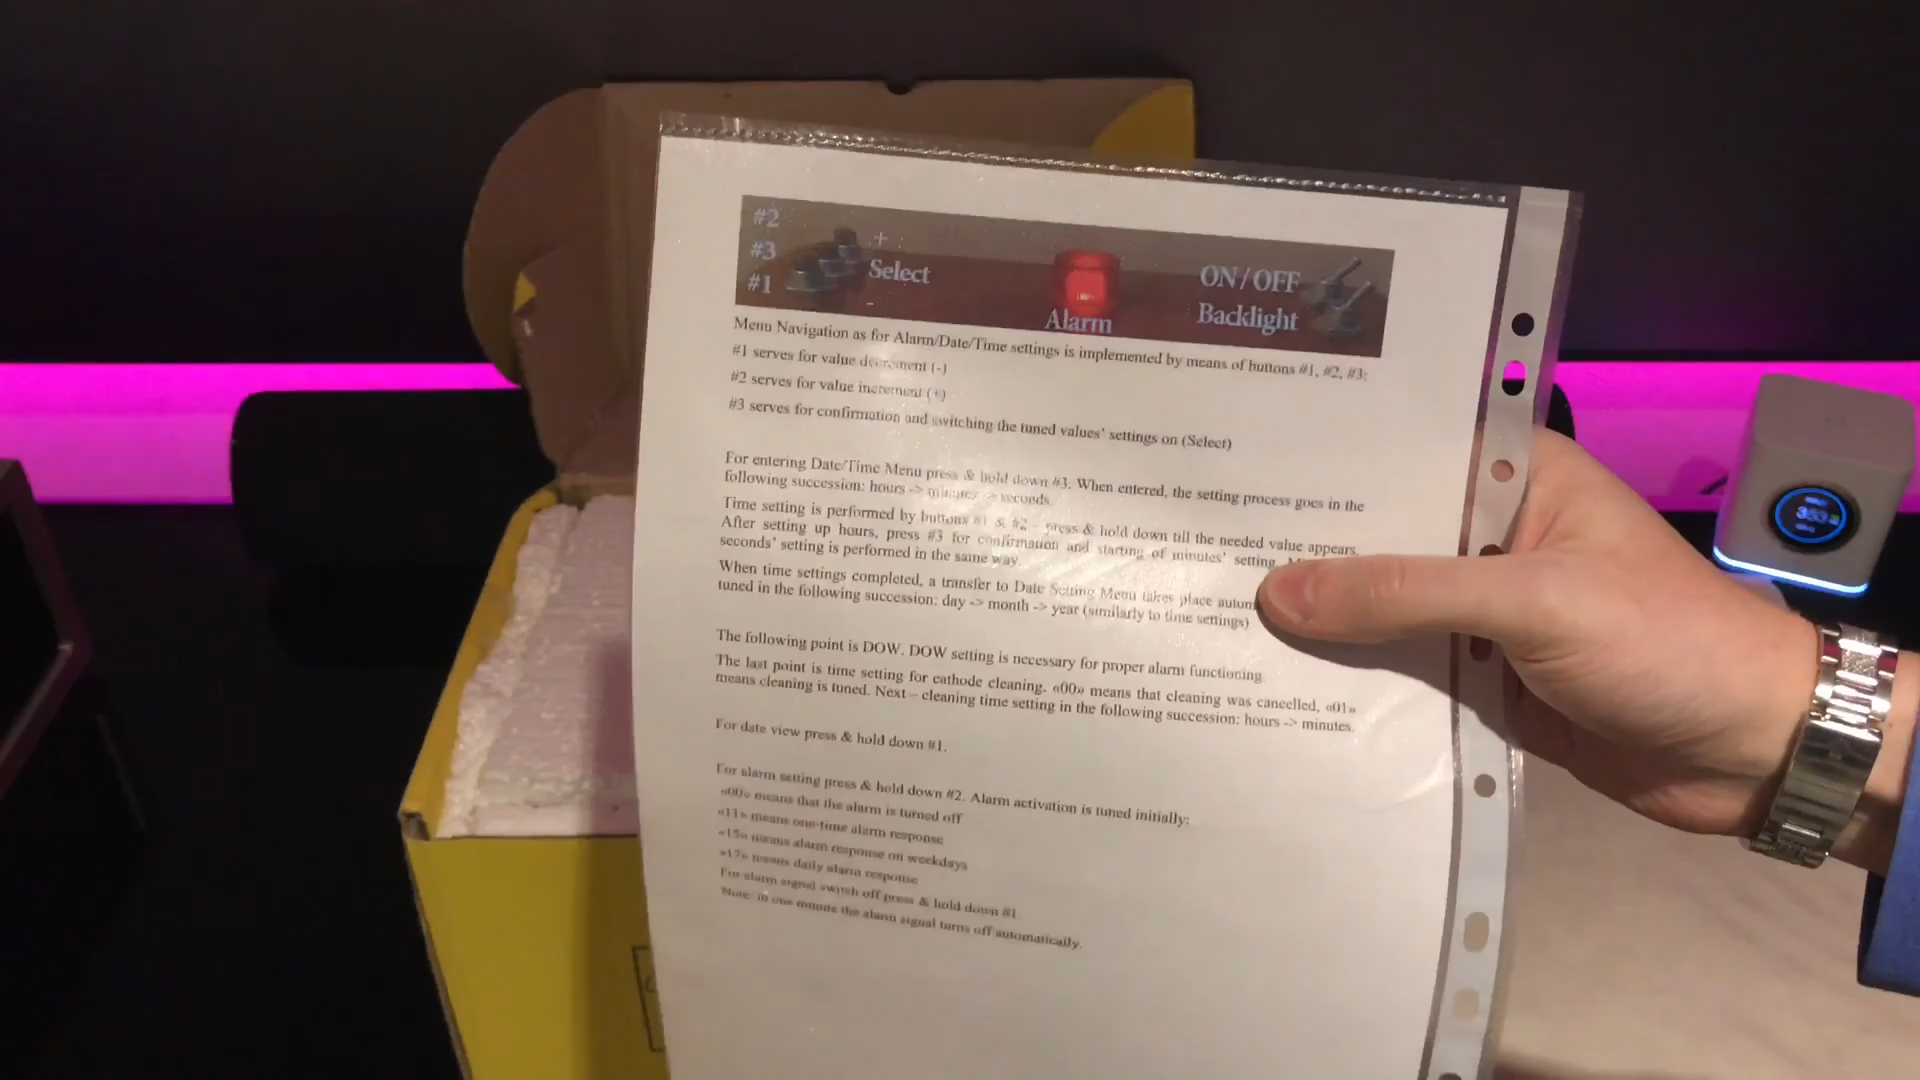 #2
#3
#1
+
Select
-
Alarm
ON/OFF
Backlight
Menu Navigation as for Alarm/Date/Time settings is implemented by means of buttons #1, #2, #3:
#1 serves for value decrement (-)
#2 serves for value increment (+)
#3 serves for confirmation and switching the tuned values' settings on (Select)
For entering Date/Time Menu press & hold down #3. When entered, the setting process goes in the
following succession: hours -> minutes -> seconds.
Time setting is performed by buttons #1 & #2 - press & hold down till the needed value appears.
After setting up hours, press #3 for confirmation and starting of minutes' setting.
seconds' setting is performed in the same way.
When time settings completed, a transfer to Date Setting Menu takes place
tuned in the following succession: day -> month -> year (similarly to time settings)
The following point is DOW. DOW setting is necessary for proper alarm functioning
The last point is time setting for cathode cleaning. «00» means that cleaning was cancelled, «01»
means cleaning is tuned. Next – cleaning time setting in the following succession: hours -> minutes.
For date view press & hold down #1.
For alarm setting press & hold down #2. Alarm activation is tuned initially:
«00» means that the alarm is turned off
«11» means one-time alarm response
«15» means alarm response on weekdays
«17» means daily alarm response
For alarm signal switch off press & hold down #1.
Note: in one minute the alarm signal turns off automatically.